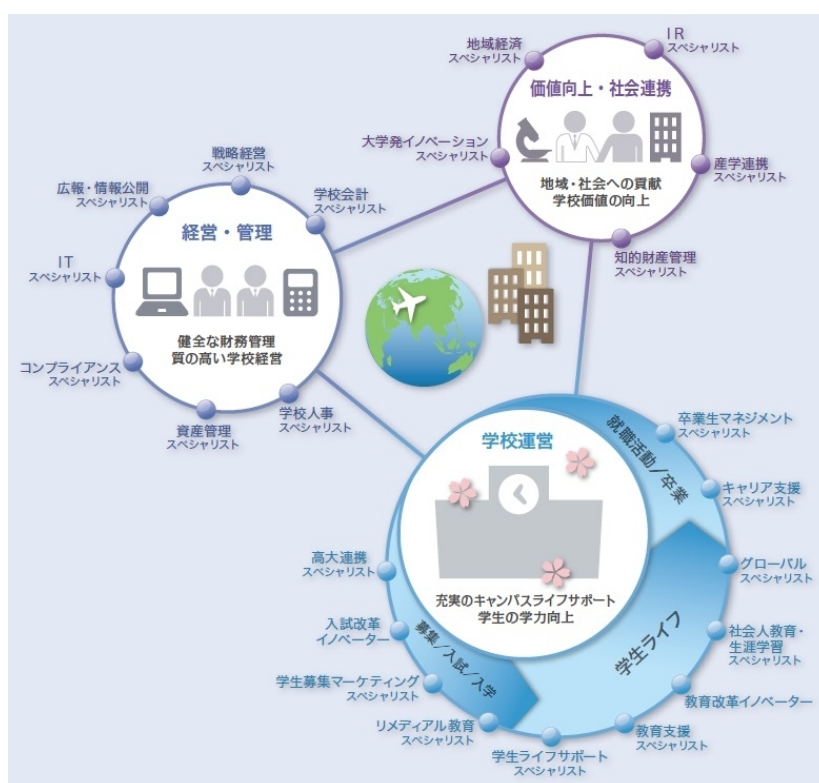 地域経済
スペシャリスト
IR
スペシャリスト
価値向上・社会連携
大学発イノベーション
スペシャリスト
産学連携
スペシャリスト
地域・社会への貢献
学校価値の向上
知的財産管理
スペシャリスト
戦略経営
スペシャリスト
広報・情報公開
スペシャリスト
学校会計
スペシャリスト
経営・管理
IT
スペシャリスト
健全な財務管理
質の高い学校経営
コンプライアンス
スペシャリスト
資産管理
スペシャリスト
学校人事
スペシャリスト
学校運営
充実のキャンパスライフサポート
学生の学力向上
就職活動／卒業
卒業生マネジメント
スペシャリスト
キャリア支援
スペシャリスト
高大連携
スペシャリスト
グローバル
スペシャリスト
入試改革
イノベーター
募集／入試／入学
学生ライフ
社会人教育・
生涯学習
スペシャリスト
学生募集マーケティング
スペシャリスト
教育改革イノベーター
リメディアル教育
スペシャリスト
学生ライフサポート
スペシャリスト
教育支援
スペシャリスト